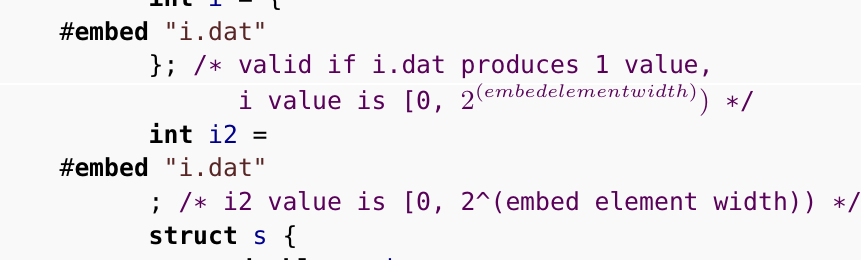 int i = {
#embed "i.dat"
}; /* valid if i.dat produces 1 value,
i value is [0, 2^(embedelementwidth)) */
int i2 =
#embed "i.dat"
; /* i2 value is [0, 2^(embed element width)) */
struct s {